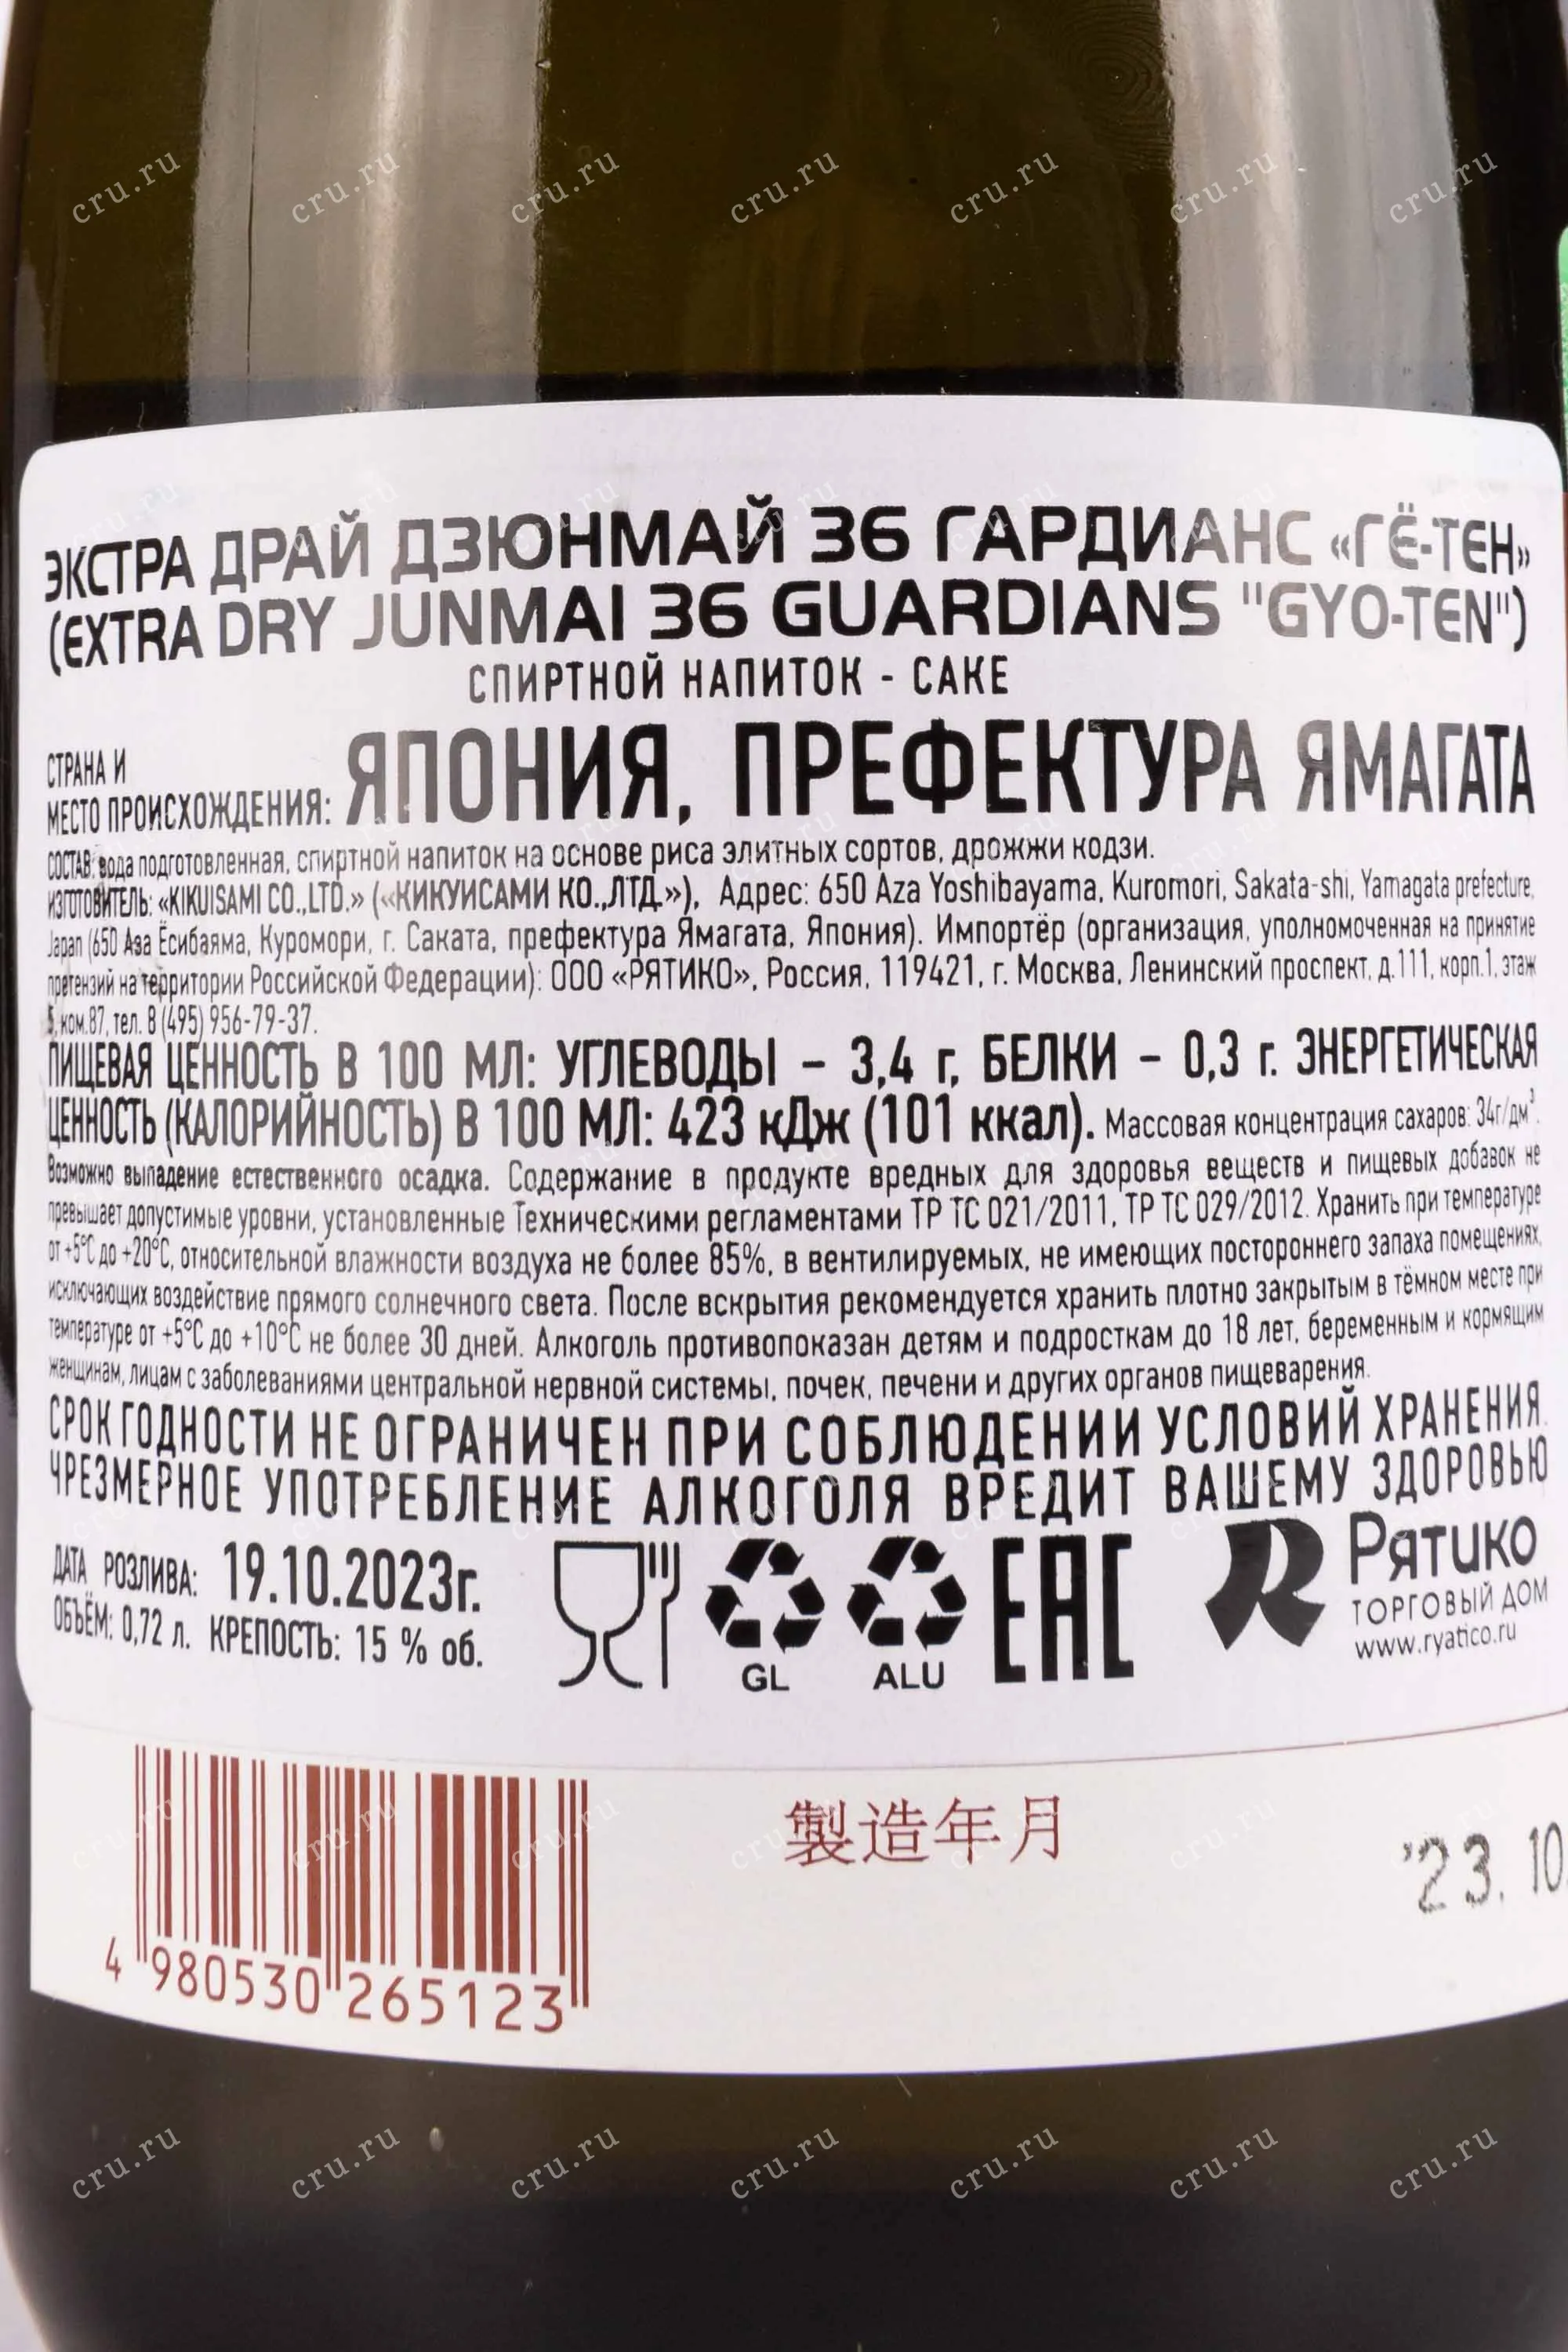 ЭКСТРА ДРАЙ ДЗЮНМАЙ 36 ГАРДИАНС «ГЁ-ТЕН»
(EXTRA DRY JUNMAI 36 GUARDIANS "GYO-TEN")
СПИРТНОЙ НАПИТОК - САКЕ
СТРАНА И
МЕСТО ПРОИСХОЖДЕНИЯ: ЯПОНИЯ, ПРЕФЕКТУРА ЯМАГАТА
СОСТАВ: вода подготовленная, спиртной напиток на основе риса элитных сортов, дрожжи кодзи.
ИЗГОТОВИТЕЛЬ: «KIKUISAMI CO.,LTD.» («КИКУИСАМИ КО.,ЛТД.»), Адрес: 650 Aza Yoshibayama, Kuromori, Sakata-shi, Yamagata prefecture,
Japan (650 Аза Ёсибаяма, Куромори, г. Саката, префектура Ямагата, Япония). Импортёр (организация, уполномоченная на принятие
претензий на территории Российской Федерации): ООО «РЯТИКО», Россия, 119421, г. Москва, Ленинский проспект, д.111, корп.1, этаж
5, ком.87, тел. 8 (495) 956-79-37.
ПИЩЕВАЯ ЦЕННОСТЬ В 100 МЛ: УГЛЕВОДЫ – 3,4 г, БЕЛКИ – 0,3 г. ЭНЕРГЕТИЧЕСКАЯ
ЦЕННОСТЬ (КАЛОРИЙНОСТЬ) В 100 МЛ: 423 кДж (101 ккал). Массовая концентрация сахаров: 34г/дм³.
Возможно выпадение естественного осадка. Содержание в продукте вредных для здоровья веществ и пищевых добавок не
превышает допустимые уровни, установленные Техническими регламентами ТР ТС 021/2011, ТР ТС 029/2012. Хранить при температуре
от +5°С до +20°С, относительной влажности воздуха не более 85%, в вентилируемых, не имеющих постороннего запаха помещениях,
исключающих воздействие прямого солнечного света. После вскрытия рекомендуется хранить плотно закрытым в тёмном месте при
температуре от +5°С до +10°С не более 30 дней. Алкоголь противопоказан детям и подросткам до 18 лет, беременным и кормящим
женщинам, лицам с заболеваниями центральной нервной системы, почек, печени и других органов пищеварения.
СРОК ГОДНОСТИ НЕ ОГРАНИЧЕН ПРИ СОБЛЮДЕНИИ УСЛОВИЙ ХРАНЕНИЯ.
ЧРЕЗМЕРНОЕ УПОТРЕБЛЕНИЕ АЛКОГОЛЯ ВРЕДИТ ВАШЕМУ ЗДОРОВЬЮ
ДАТА РОЗЛИВА: 19.10.2023г.
ОБЪЁМ: 0,72 л. КРЕПОСТЬ: 15 % об.
GL
ALU
EAC
Рятико
ТОРГОВЫЙ ДОМ
www.ryatico.ru
製造年月
'23. 10
4 980530 265123